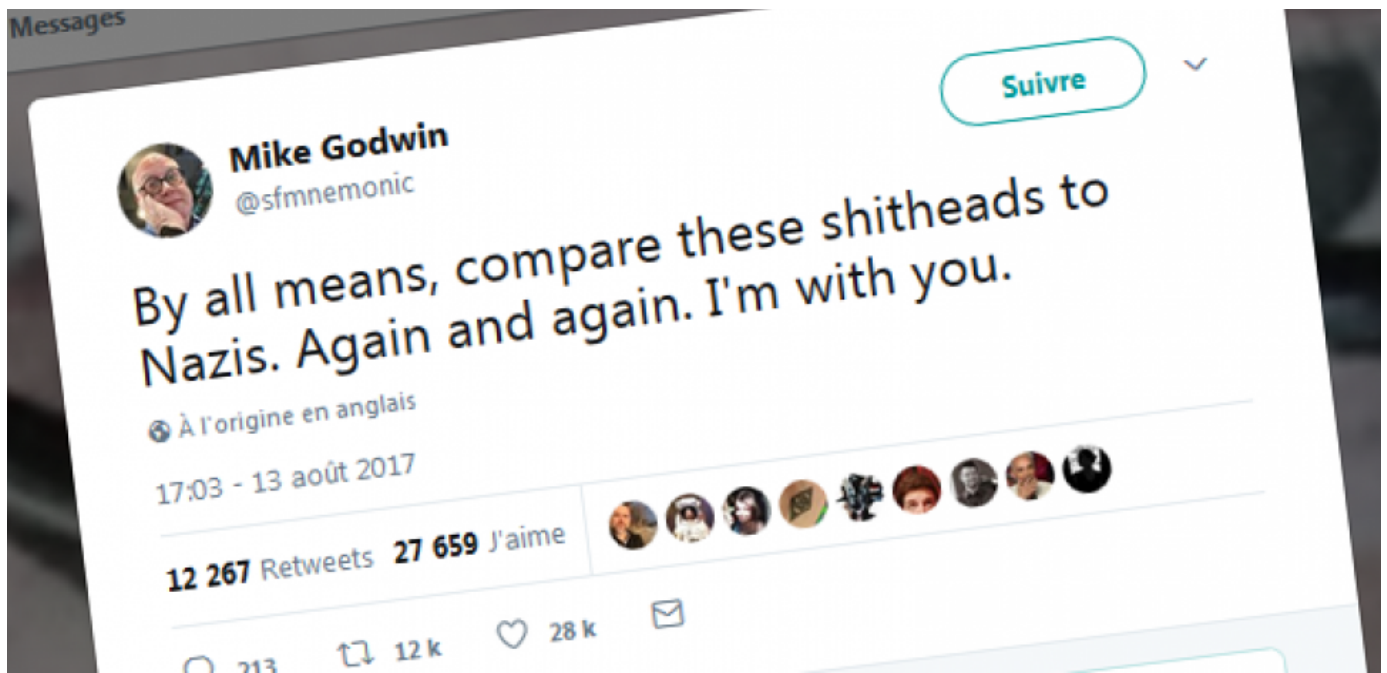 Messages
Suivre
Mike Godwin
@sfmnemonic
By all means, compare these shitheads to
Nazis. Again and again. I'm with you.
À l'origine en anglais
17:03 - 13 août 2017
12 267 Retweets 27 659 J'aime
213 12 k 28 k